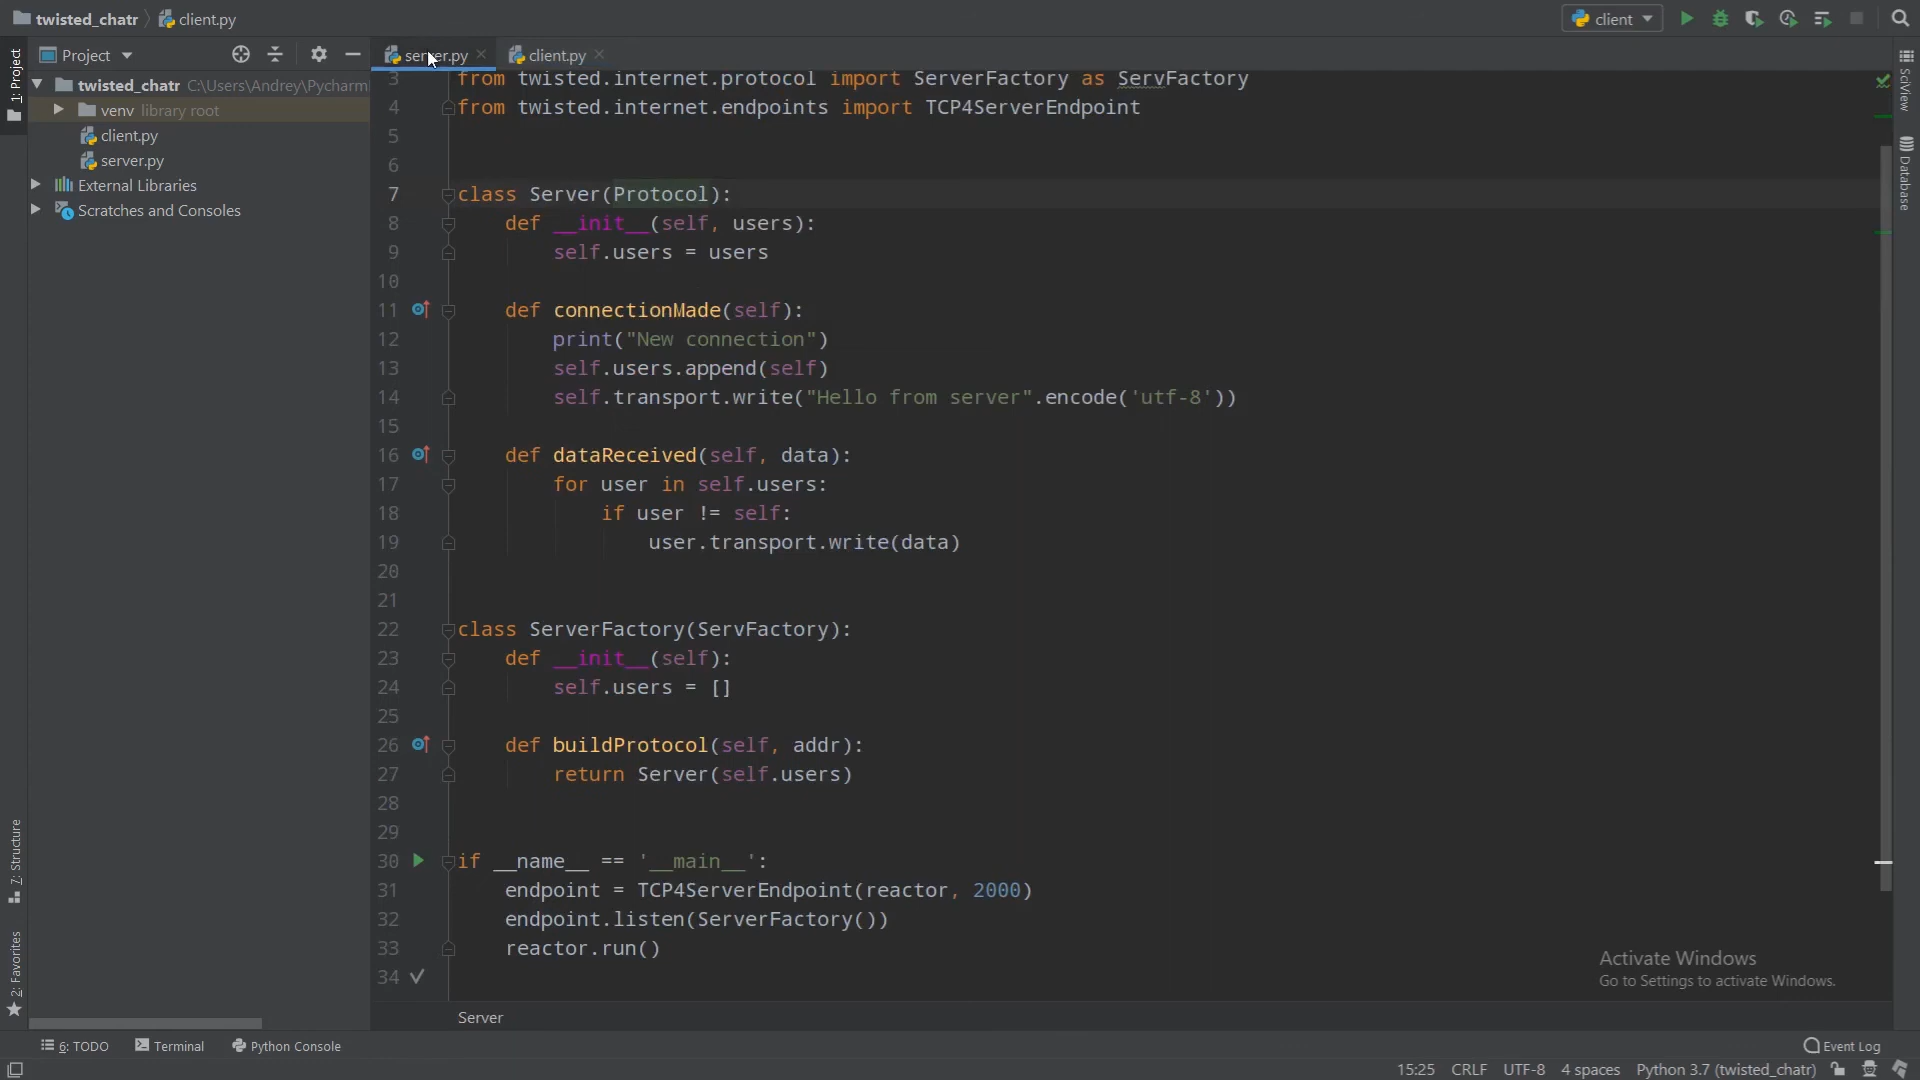 twisted_chatr client.py
client
Project
server.py client.py
1: Project
twisted_chatr C:\Users\Andrey\Pycharm
venv library root
client.py
server.py
External Libraries
Scratches and Consoles
3 from twisted.internet.protocol import ServerFactory as ServFactory
4 from twisted.internet.endpoints import TCP4ServerEndpoint
5
6
7 class Server(Protocol):
8 def __init__(self, users):
9 self.users = users
10
11 def connectionMade(self):
12 print("New connection")
13 self.users.append(self)
14 self.transport.write("Hello from server".encode('utf-8'))
15
16 def dataReceived(self, data):
17 for user in self.users:
18 if user != self:
19 user.transport.write(data)
20
21
22 class ServerFactory(ServFactory):
23 def __init__(self):
24 self.users = []
25
26 def buildProtocol(self, addr):
27 return Server(self.users)
28
29
30 if __name__ == '__main__':
31 endpoint = TCP4ServerEndpoint(reactor, 2000)
32 endpoint.listen(ServerFactory())
33 reactor.run()
34
SciView
Database
Z: Structure
2: Favorites
Activate Windows
Go to Settings to activate Windows.
Server
6: TODO Terminal Python Console Event Log
15:25 CRLF UTF-8 4 spaces Python 3.7 (twisted_chatr)